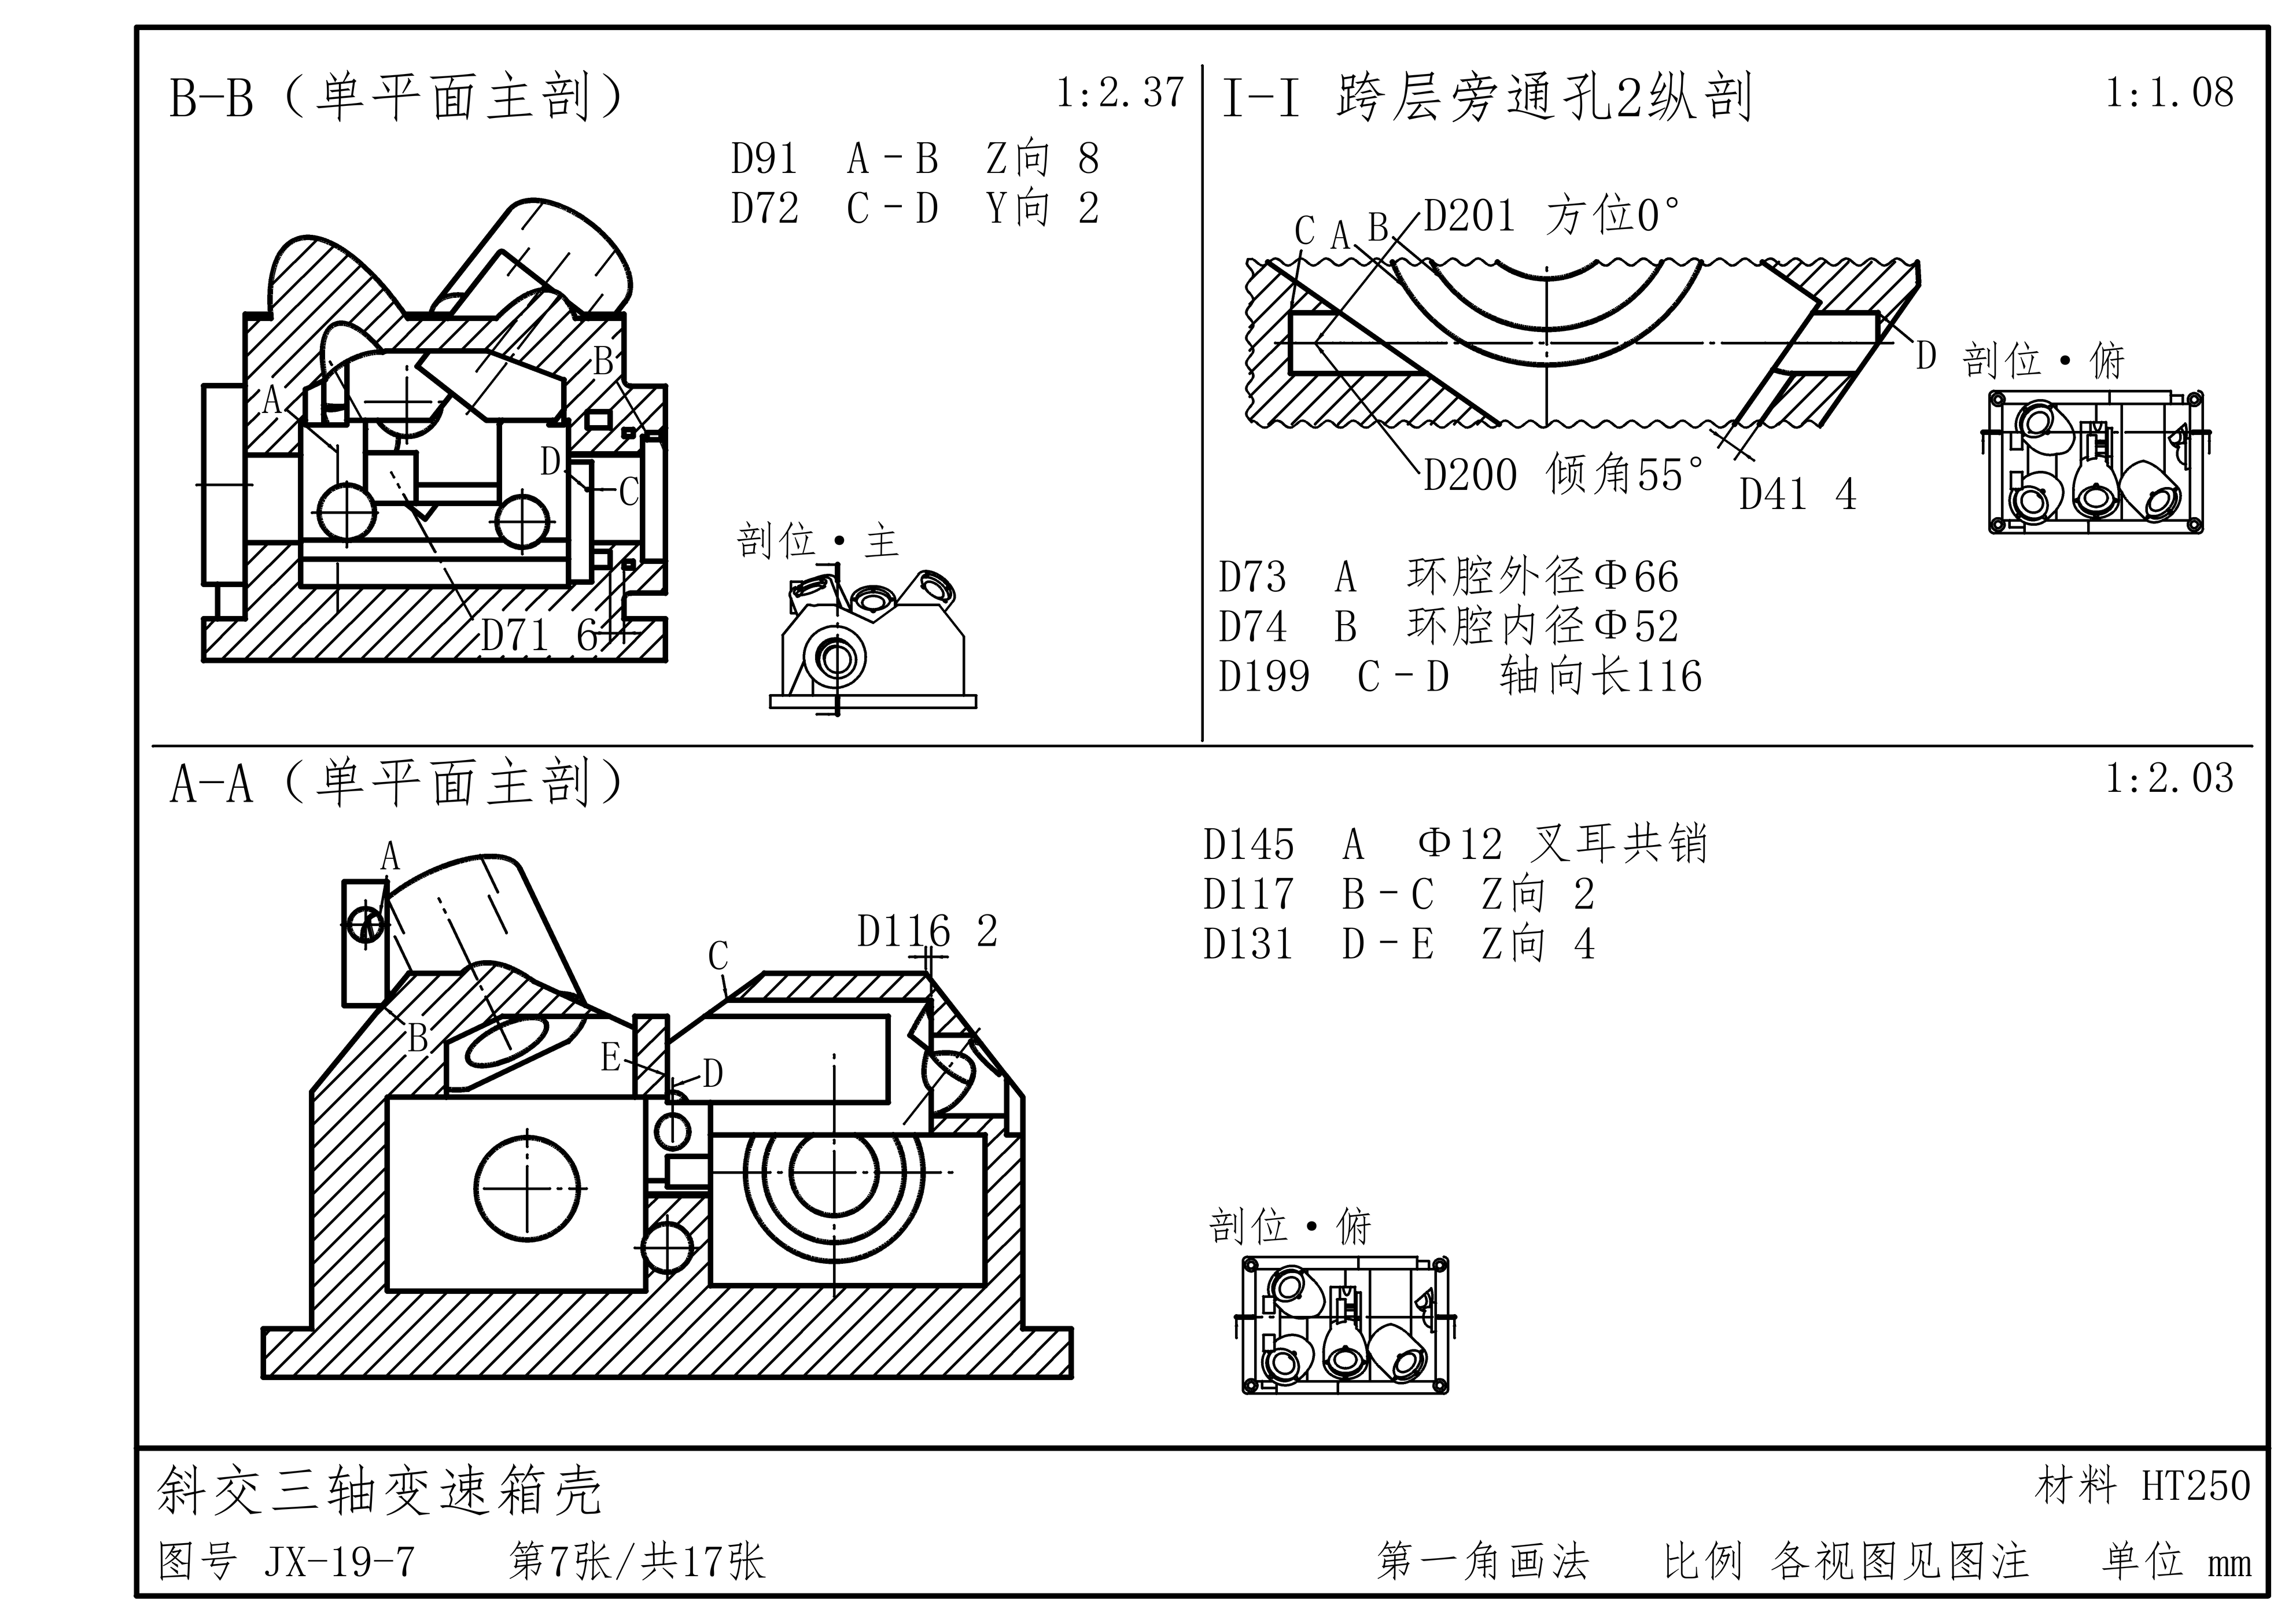 B-B（单平面主剖）
1:2.37
D91 A-B Z向 8
D72 C-D Y向 2
B
A
D
C
D71 6
剖位·主
I-I 跨层旁通孔2纵剖
1:1.08
C A B D201 方位0°
D
剖位·俯
D200 倾角55°
D41 4
D73 A 环腔外径Φ66
D74 B 环腔内径Φ52
D199 C-D 轴向长116
A-A（单平面主剖）
1:2.03
D145 A Φ12 叉耳共销
D117 B-C Z向 2
D131 D-E Z向 4
A
D116 2
C
B
E
D
剖位·俯
斜交三轴变速箱壳
材料 HT250
图号 JX-19-7 第7张/共17张
第一角画法 比例 各视图见图注 单位 mm